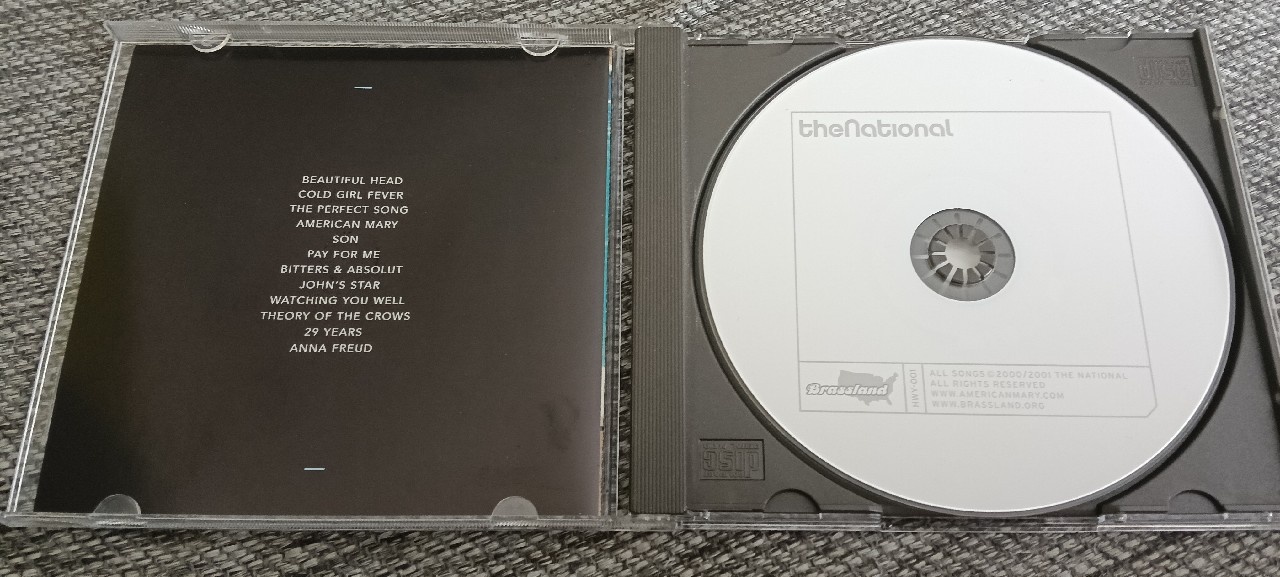 BEAUTIFUL HEAD
COLD GIRL FEVER
THE PERFECT SONG
AMERICAN MARY
SON
PAY FOR ME
BITTERS & ABSOLUT
JOHN'S STAR
WATCHING YOU WELL
THEORY OF THE CROWS
29 YEARS
ANNA FREUD
theNational
Brassland
HWY-001
ALL SONGS ©2000/2001 THE NATIONAL
ALL RIGHTS RESERVED
WWW.AMERICANMARY.COM
WWW.BRASSLAND.ORG
disc
disc